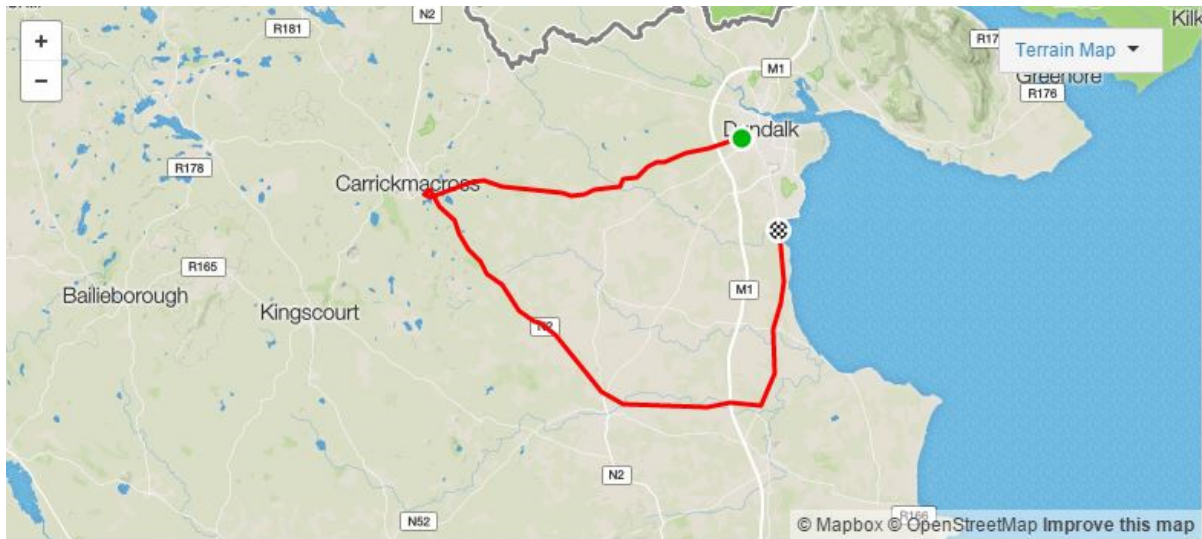 N2
R181
Kilk
+
−
Terrain Map
M1
Greenore
R176
Dundalk
R178
Carrickmacross
R165
Bailieborough
Kingscourt
M1
N2
N2
N52
R166
© Mapbox © OpenStreetMap Improve this map